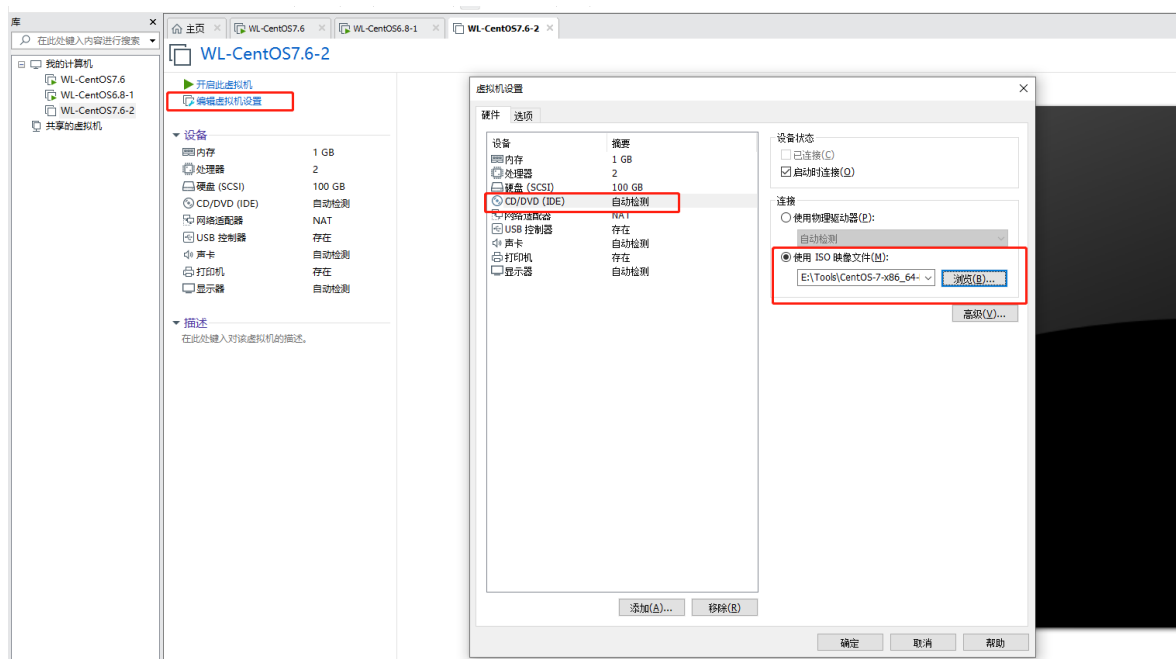 库
主页
WL-CentOS7.6
WL-CentOS6.8-1
WL-CentOS7.6-2
在此处键入内容进行搜索
我的计算机
WL-CentOS7.6
WL-CentOS6.8-1
WL-CentOS7.6-2
共享的虚拟机
WL-CentOS7.6-2
开启此虚拟机
编辑虚拟机设置
设备
内存 1 GB
处理器 2
硬盘 (SCSI) 100 GB
CD/DVD (IDE) 自动检测
网络适配器 NAT
USB 控制器 存在
声卡 自动检测
打印机 存在
显示器 自动检测
描述
在此处键入对该虚拟机的描述。
虚拟机设置
硬件 选项
设备 摘要
内存 1 GB
处理器 2
硬盘 (SCSI) 100 GB
CD/DVD (IDE) 自动检测
网络适配器 NAT
USB 控制器 存在
声卡 自动检测
打印机 存在
显示器 自动检测
添加(A)... 移除(R)
设备状态
已连接(C)
启动时连接(O)
连接
使用物理驱动器(P):
自动检测
使用 ISO 映像文件(M):
E:\Tools\CentOS-7-x86_64- 浏览(B)...
高级(V)...
确定 取消 帮助